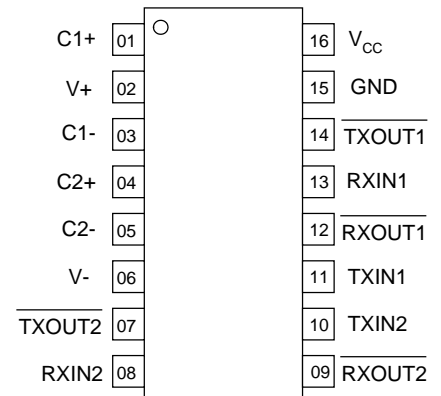 C1+ 01 16 VCC
V+ 02 15 GND
C1- 03 14 TXOUT1
C2+ 04 13 RXIN1
C2- 05 12 RXOUT1
V- 06 11 TXIN1
TXOUT2 07 10 TXIN2
RXIN2 08 09 RXOUT2